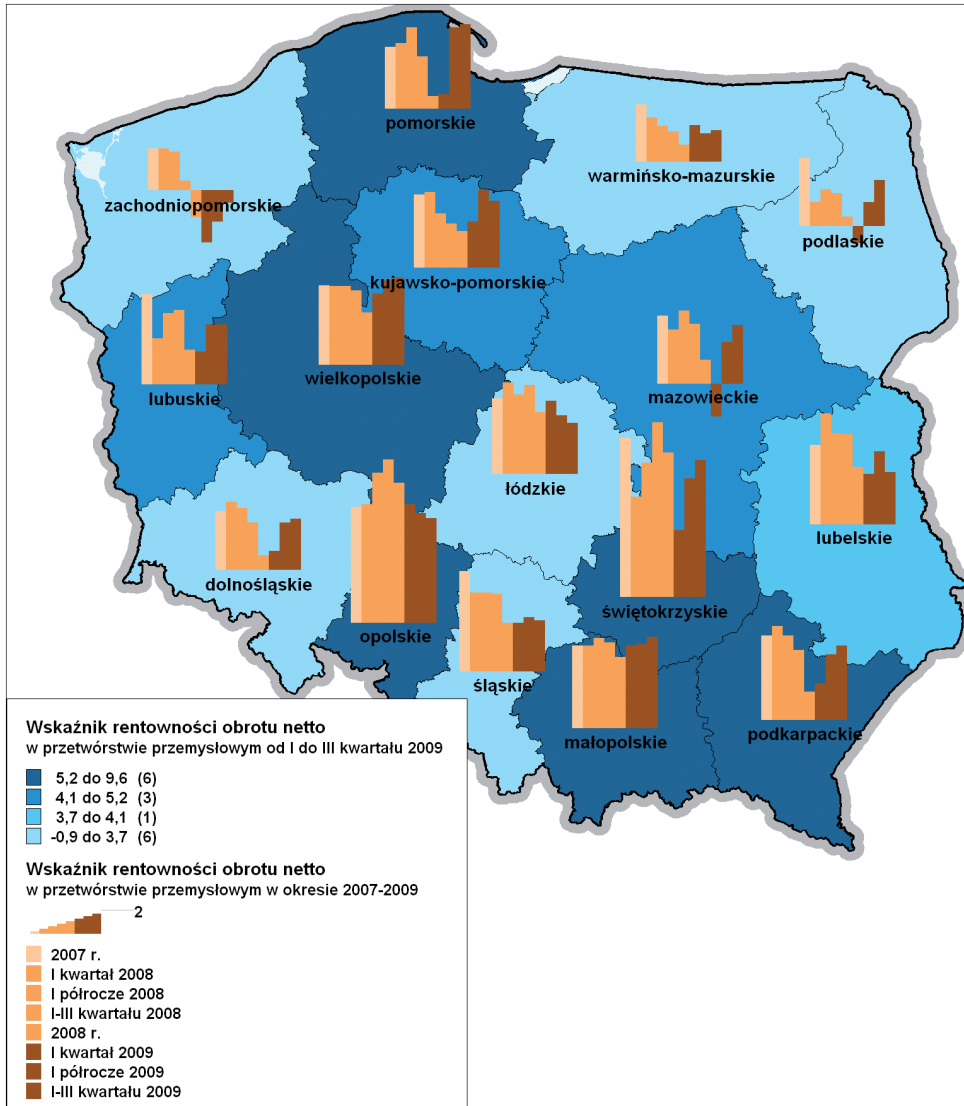 pomorskie
warmińsko-mazurskie
zachodniopomorskie
podlaskie
kujawsko-pomorskie
wielkopolskie
lubuskie
mazowieckie
łódzkie
lubelskie
dolnośląskie
opolskie
świętokrzyskie
śląskie
małopolskie
podkarpackie
Wskaźnik rentowności obrotu netto
w przetwórstwie przemysłowym od I do III kwartału 2009
5,2 do 9,6 (6)
4,1 do 5,2 (3)
3,7 do 4,1 (1)
-0,9 do 3,7 (6)
Wskaźnik rentowności obrotu netto
w przetwórstwie przemysłowym w okresie 2007-2009
2
2007 r.
I kwartał 2008
I półrocze 2008
I-III kwartału 2008
2008 r.
I kwartał 2009
I półrocze 2009
I-III kwartału 2009